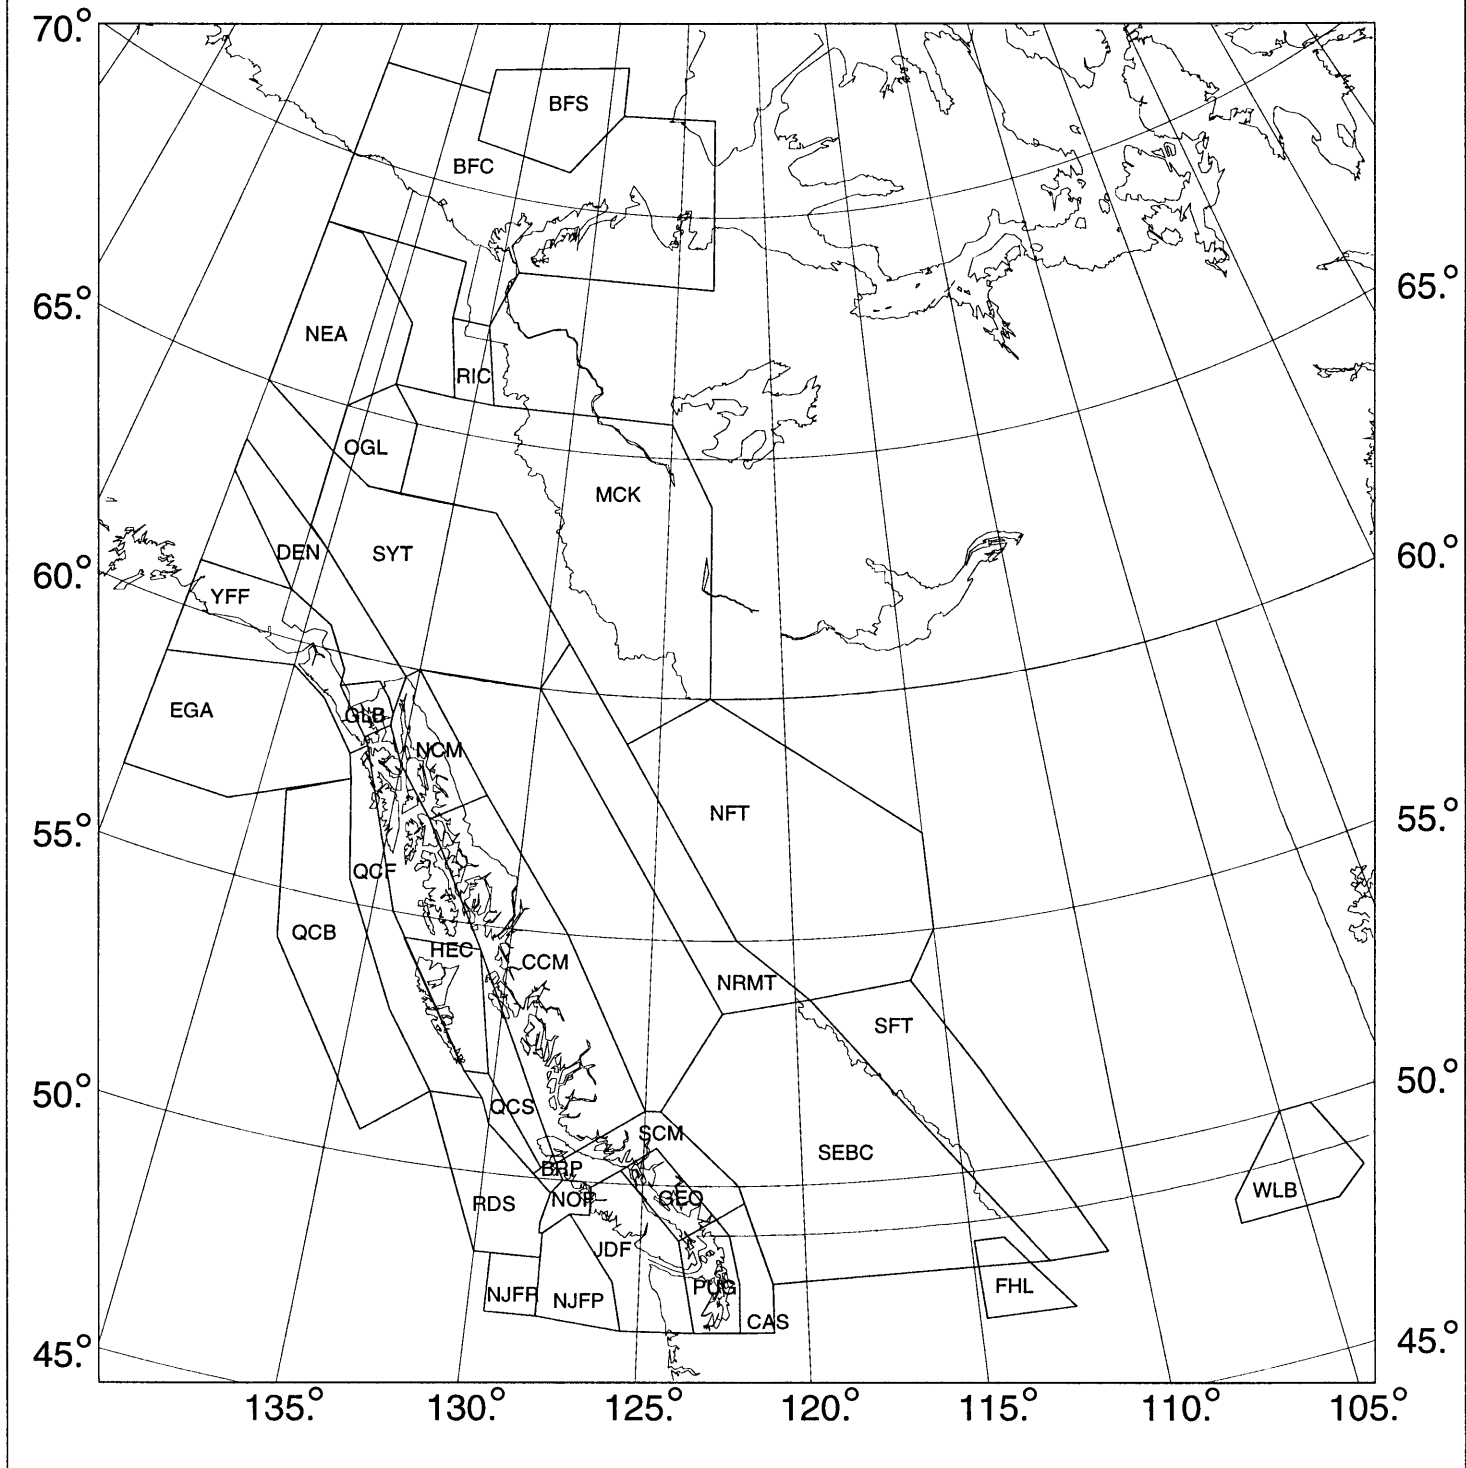 70.°
BFS
BFC
65.°
65.°
NEA
RIC
OGL
MCK
DEN
SYT
60.°
60.°
YFF
EGA
GLB
NCM
NFT
55.°
55.°
QCF
QCB
HEC
CCM
NRMT
SFT
50.°
50.°
QCS
SCM
SEBC
BRP
WLB
RDS
NOF
GEO
JDF
NJFR
NJFP
PUG
FHL
CAS
45.°
45.°
135.° 130.° 125.° 120.° 115.° 110.° 105.°